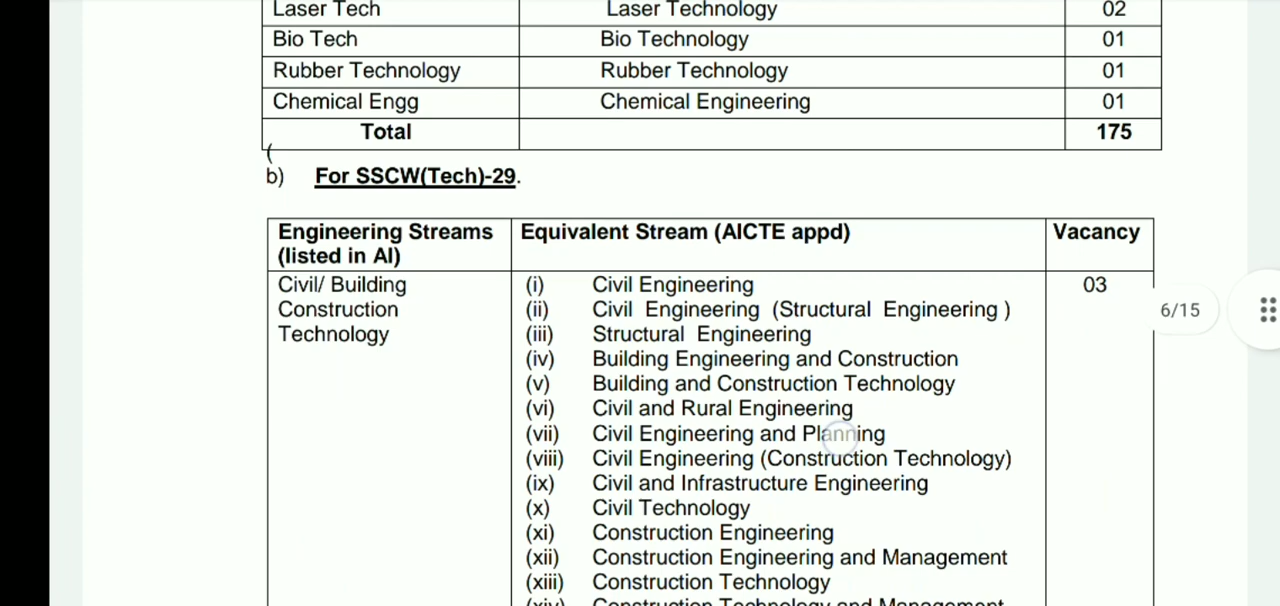 Laser Tech Laser Technology 02
Bio Tech Bio Technology 01
Rubber Technology Rubber Technology 01
Chemical Engg Chemical Engineering 01
Total 175
(
b) For SSCW(Tech)-29.
Engineering Streams Equivalent Stream (AICTE appd) Vacancy
(listed in AI)
Civil/ Building (i) Civil Engineering 03
Construction (ii) Civil Engineering (Structural Engineering )
Technology (iii) Structural Engineering
(iv) Building Engineering and Construction
(v) Building and Construction Technology
(vi) Civil and Rural Engineering
(vii) Civil Engineering and Planning
(viii) Civil Engineering (Construction Technology)
(ix) Civil and Infrastructure Engineering
(x) Civil Technology
(xi) Construction Engineering
(xii) Construction Engineering and Management
(xiii) Construction Technology
(xiv) Construction Technology and Management
6/15